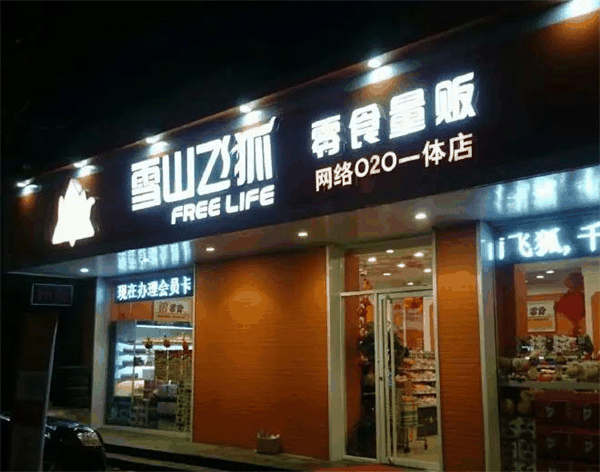 雪山飞狐
FREE LIFE
零食量贩
网络O2O一体店
现在办理会员卡
飞狐,千